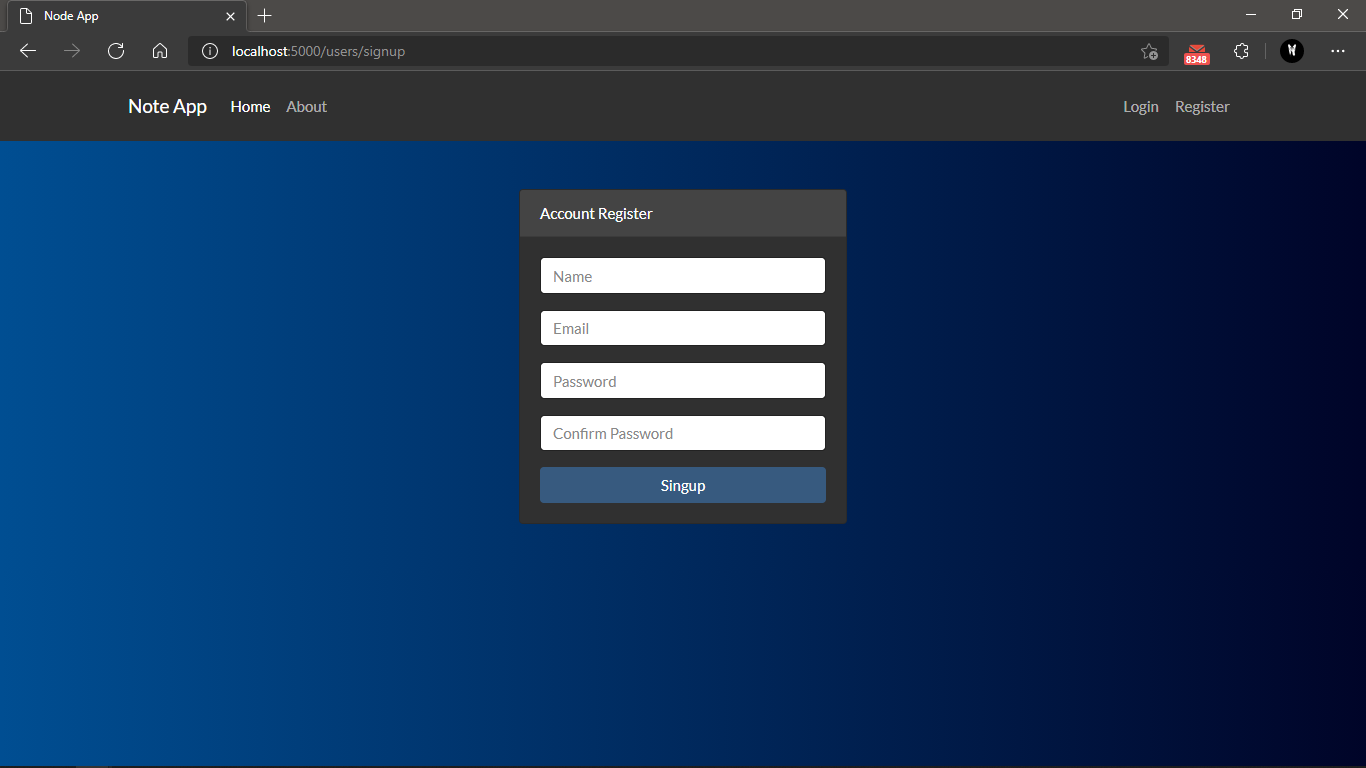 Node App
localhost:5000/users/signup
8348
Note App Home About Login Register
Account Register
Name
Email
Password
Confirm Password
Singup